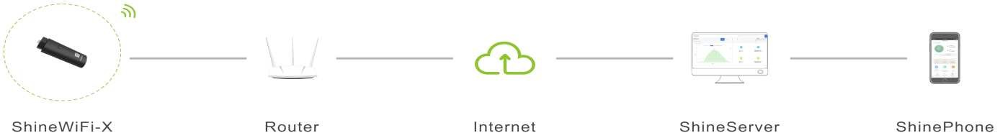 ShineWiFi-X
Router
Internet
ShineServer
ShinePhone